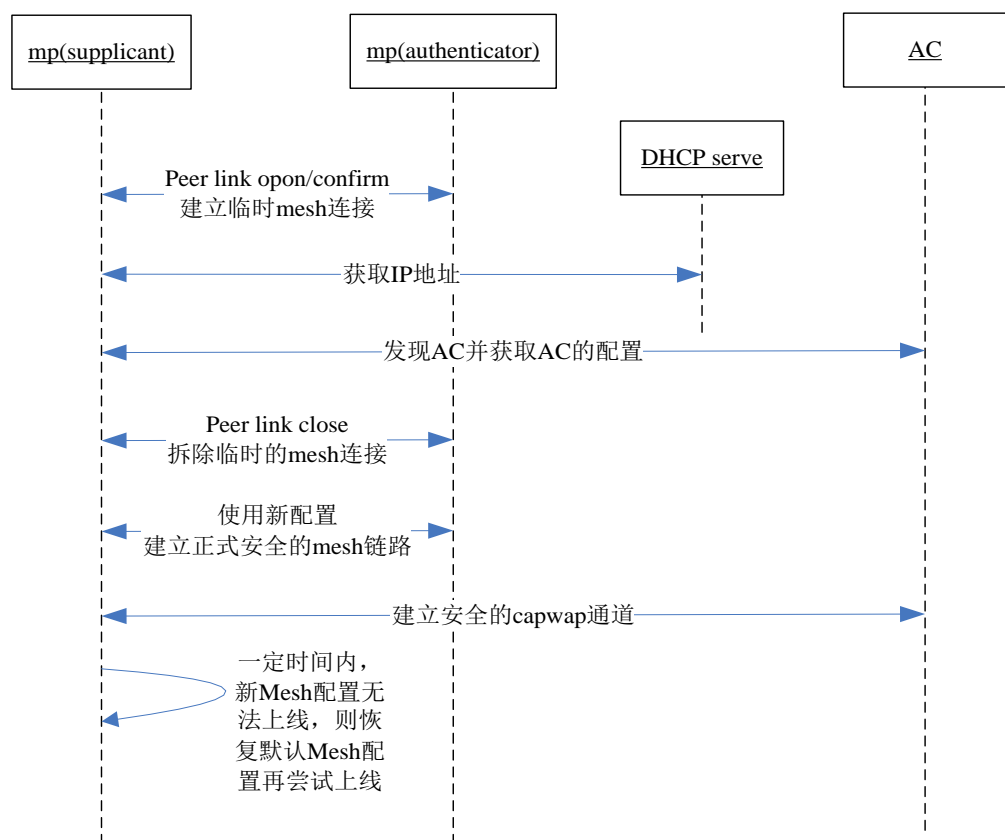 mp(supplicant)
mp(authenticator)
AC
DHCP serve
Peer link opon/confirm
建立临时mesh连接
获取IP地址
发现AC并获取AC的配置
Peer link close
拆除临时的mesh连接
使用新配置
建立正式安全的mesh链路
建立安全的capwap通道
一定时间内，
新Mesh配置无
法上线，则恢
复默认Mesh配
置再尝试上线